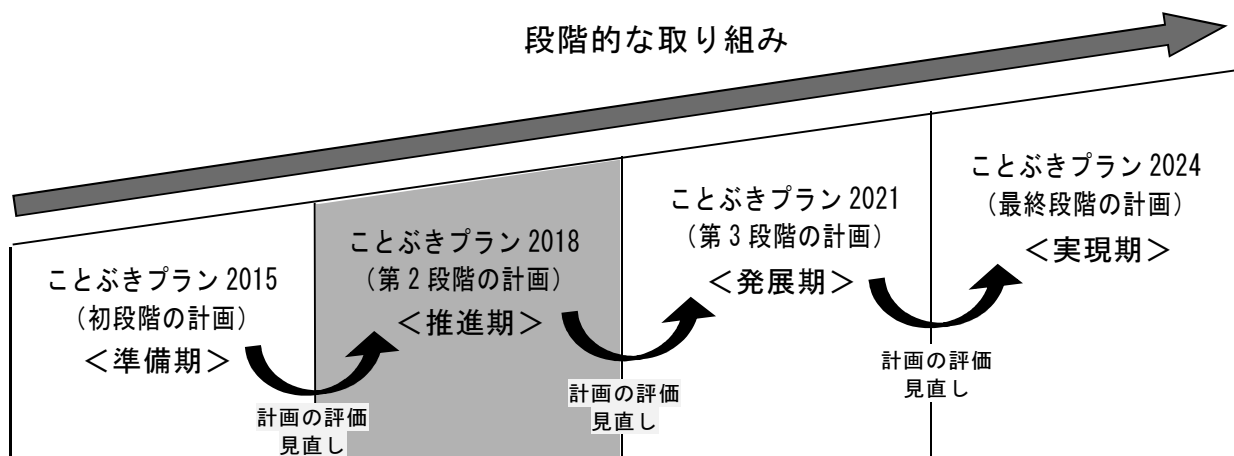 段階的な取り組み
ことぶきプラン 2015
（初段階の計画）
＜準備期＞
計画の評価
見直し
ことぶきプラン 2018
（第 2 段階の計画）
＜推進期＞
計画の評価
見直し
ことぶきプラン 2021
（第 3 段階の計画）
＜発展期＞
計画の評価
見直し
ことぶきプラン 2024
（最終段階の計画）
＜実現期＞